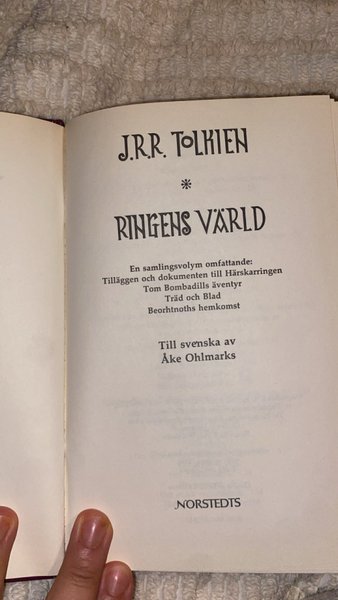 J.R.R. TOLKIEN
*
RINGENS VÄRLD
En samlingsvolym omfattande:
Tilläggen och dokumenten till Härskarringen
Tom Bombadills äventyr
Träd och Blad
Beorhtnoths hemkomst
Till svenska av
Åke Ohlmarks
NORSTEDTS